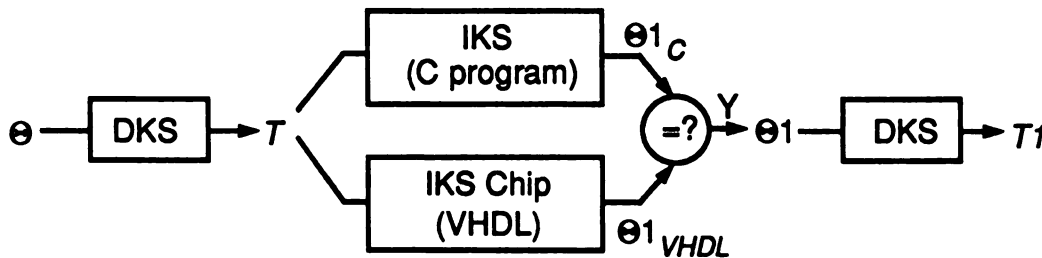 Θ
DKS
T
IKS
(C program)
Θ1C
IKS Chip
(VHDL)
Θ1VHDL
=?
Y
Θ1
DKS
T1